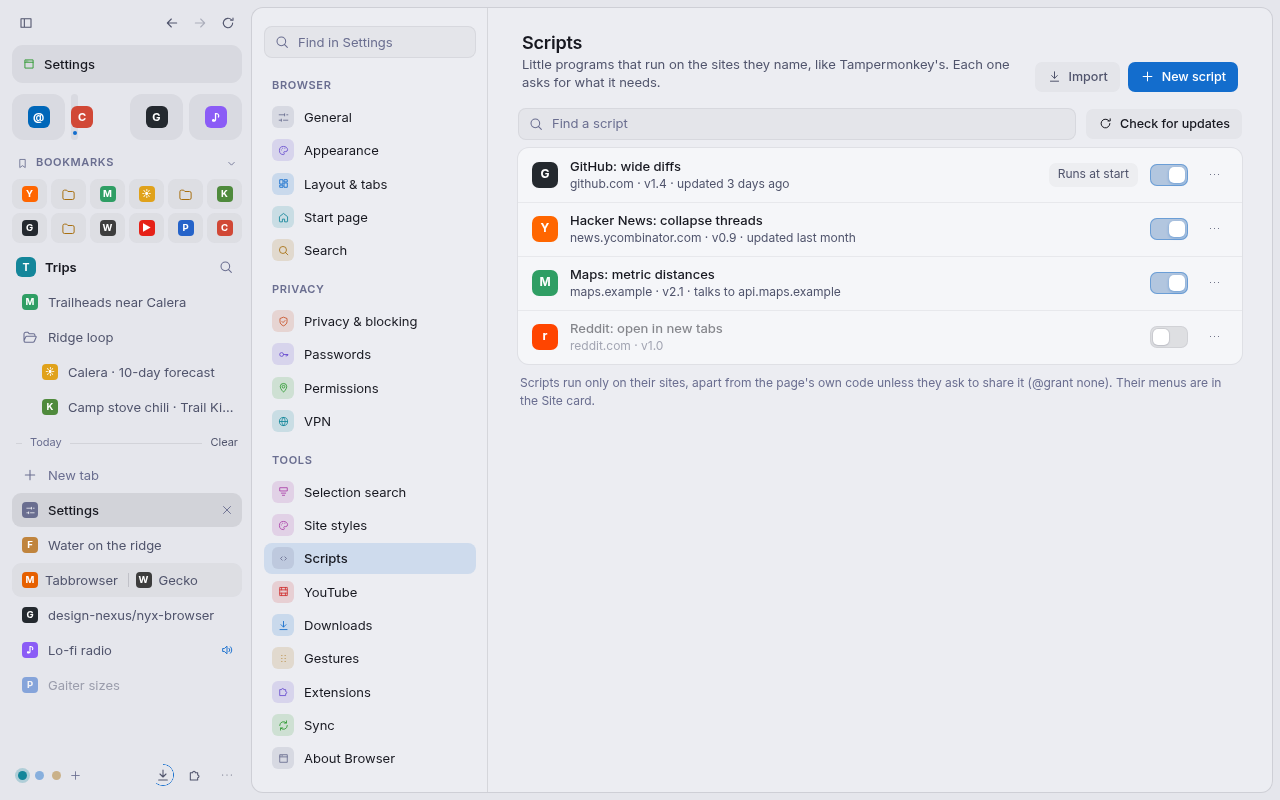 Settings
@
C
G
BOOKMARKS
Y
M
K
G
W
P
C
T
Trips
M
Trailheads near Calera
Ridge loop
Calera · 10-day forecast
K
Camp stove chili · Trail Ki...
Today
Clear
New tab
Settings
F
Water on the ridge
M
Tabbrowser
W
Gecko
G
design-nexus/nyx-browser
Lo-fi radio
P
Gaiter sizes
Find in Settings
BROWSER
General
Appearance
Layout & tabs
Start page
Search
PRIVACY
Privacy & blocking
Passwords
Permissions
VPN
TOOLS
Selection search
Site styles
Scripts
YouTube
Downloads
Gestures
Extensions
Sync
About Browser
Scripts
Little programs that run on the sites they name, like Tampermonkey's. Each one
asks for what it needs.
Import
New script
Find a script
Check for updates
G
GitHub: wide diffs
github.com · v1.4 · updated 3 days ago
Runs at start
Y
Hacker News: collapse threads
news.ycombinator.com · v0.9 · updated last month
M
Maps: metric distances
maps.example · v2.1 · talks to api.maps.example
r
Reddit: open in new tabs
reddit.com · v1.0
Scripts run only on their sites, apart from the page's own code unless they ask to share it (@grant none). Their menus are in
the Site card.